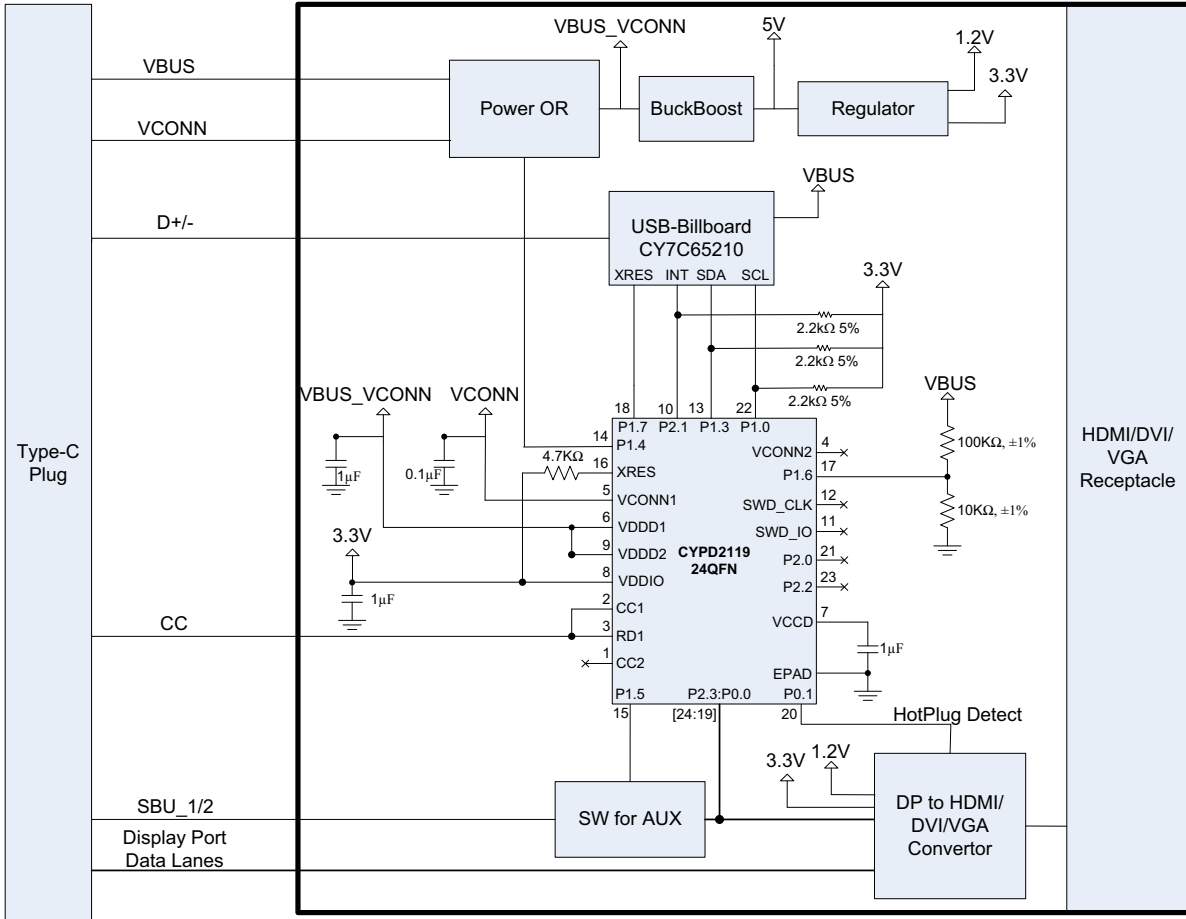 VBUS_VCONN
5V
1.2V
3.3V
VBUS
VCONN
Power OR
BuckBoost
Regulator
VBUS
D+/-
USB-Billboard
CY7C65210
XRES INT SDA SCL
3.3V
2.2kΩ 5%
2.2kΩ 5%
2.2kΩ 5%
VBUS_VCONN
VCONN
VBUS
18 10 13 22
P1.7 P2.1 P1.3 P1.0
14
P1.4
4
VCONN2
100KΩ, ±1%
Type-C
Plug
HDMI/DVI/
VGA
Receptacle
1µF
0.1µF
4.7KΩ
16
XRES
17
P1.6
5
VCONN1
12
SWD_CLK
10KΩ, ±1%
6
VDDD1
11
SWD_IO
3.3V
9
VDDD2
CYPD2119
24QFN
21
P2.0
8
VDDIO
23
P2.2
1µF
2
CC1
7
VCCD
CC
3
RD1
1µF
1
CC2
EPAD
P1.5 P2.3:P0.0 P0.1
15 [24:19] 20
HotPlug Detect
3.3V
1.2V
SBU_1/2
SW for AUX
DP to HDMI/
DVI/VGA
Convertor
Display Port
Data Lanes